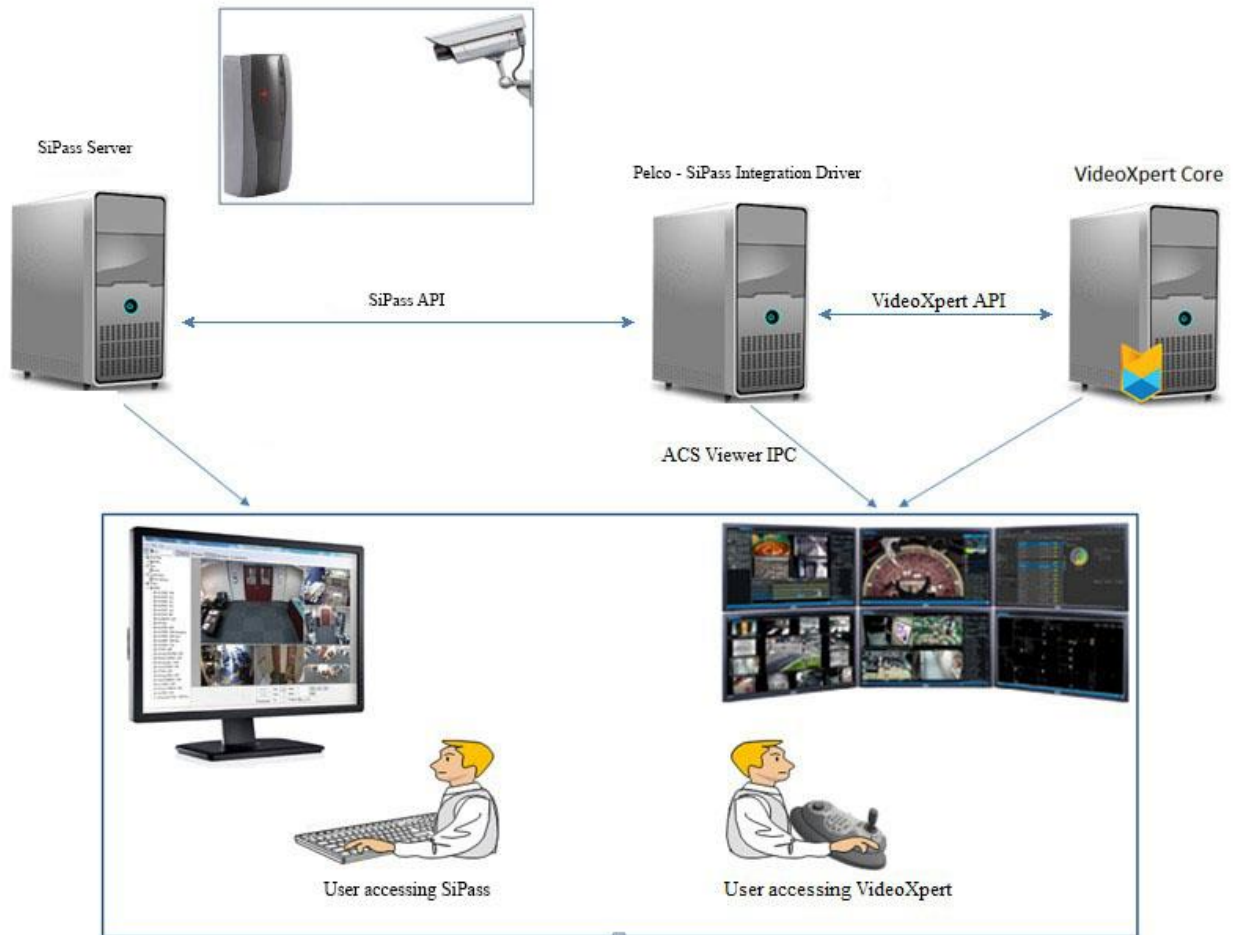 SiPass Server
Pelco - SiPass Integration Driver
VideoXpert Core
SiPass API
VideoXpert API
ACS Viewer IPC
User accessing SiPass
User accessing VideoXpert